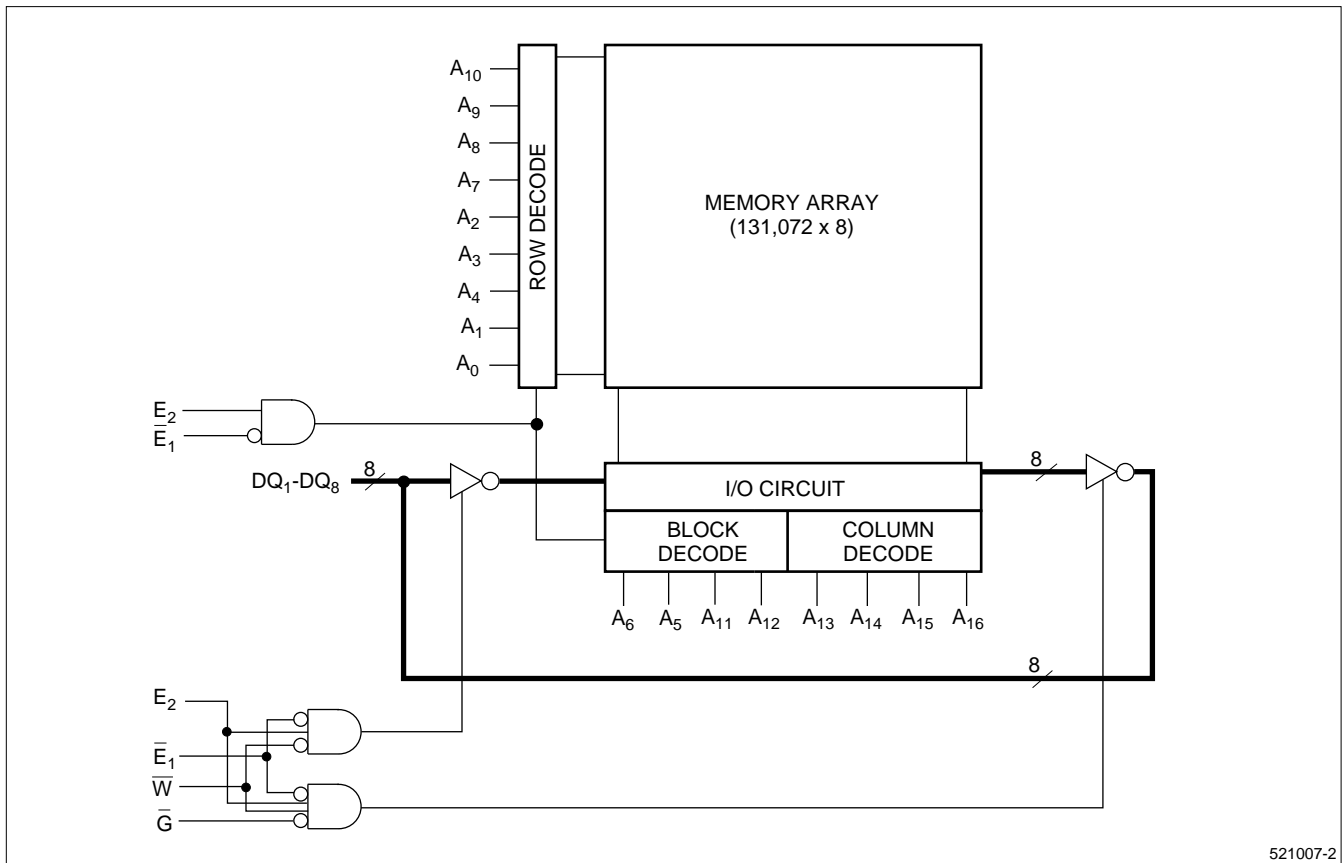 A10
A9
A8
A7
A2
A3
A4
A1
A0
ROW DECODE
MEMORY ARRAY
(131,072 x 8)
E2
E̅1
DQ1-DQ8
8
I/O CIRCUIT
8
BLOCK
DECODE
COLUMN
DECODE
A6 A5 A11 A12 A13 A14 A15 A16
8
E2
E̅1
W̅
G̅
521007-2